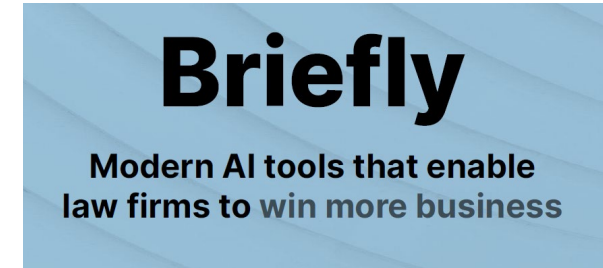 Briefly
Modern AI tools that enable
law firms to win more business